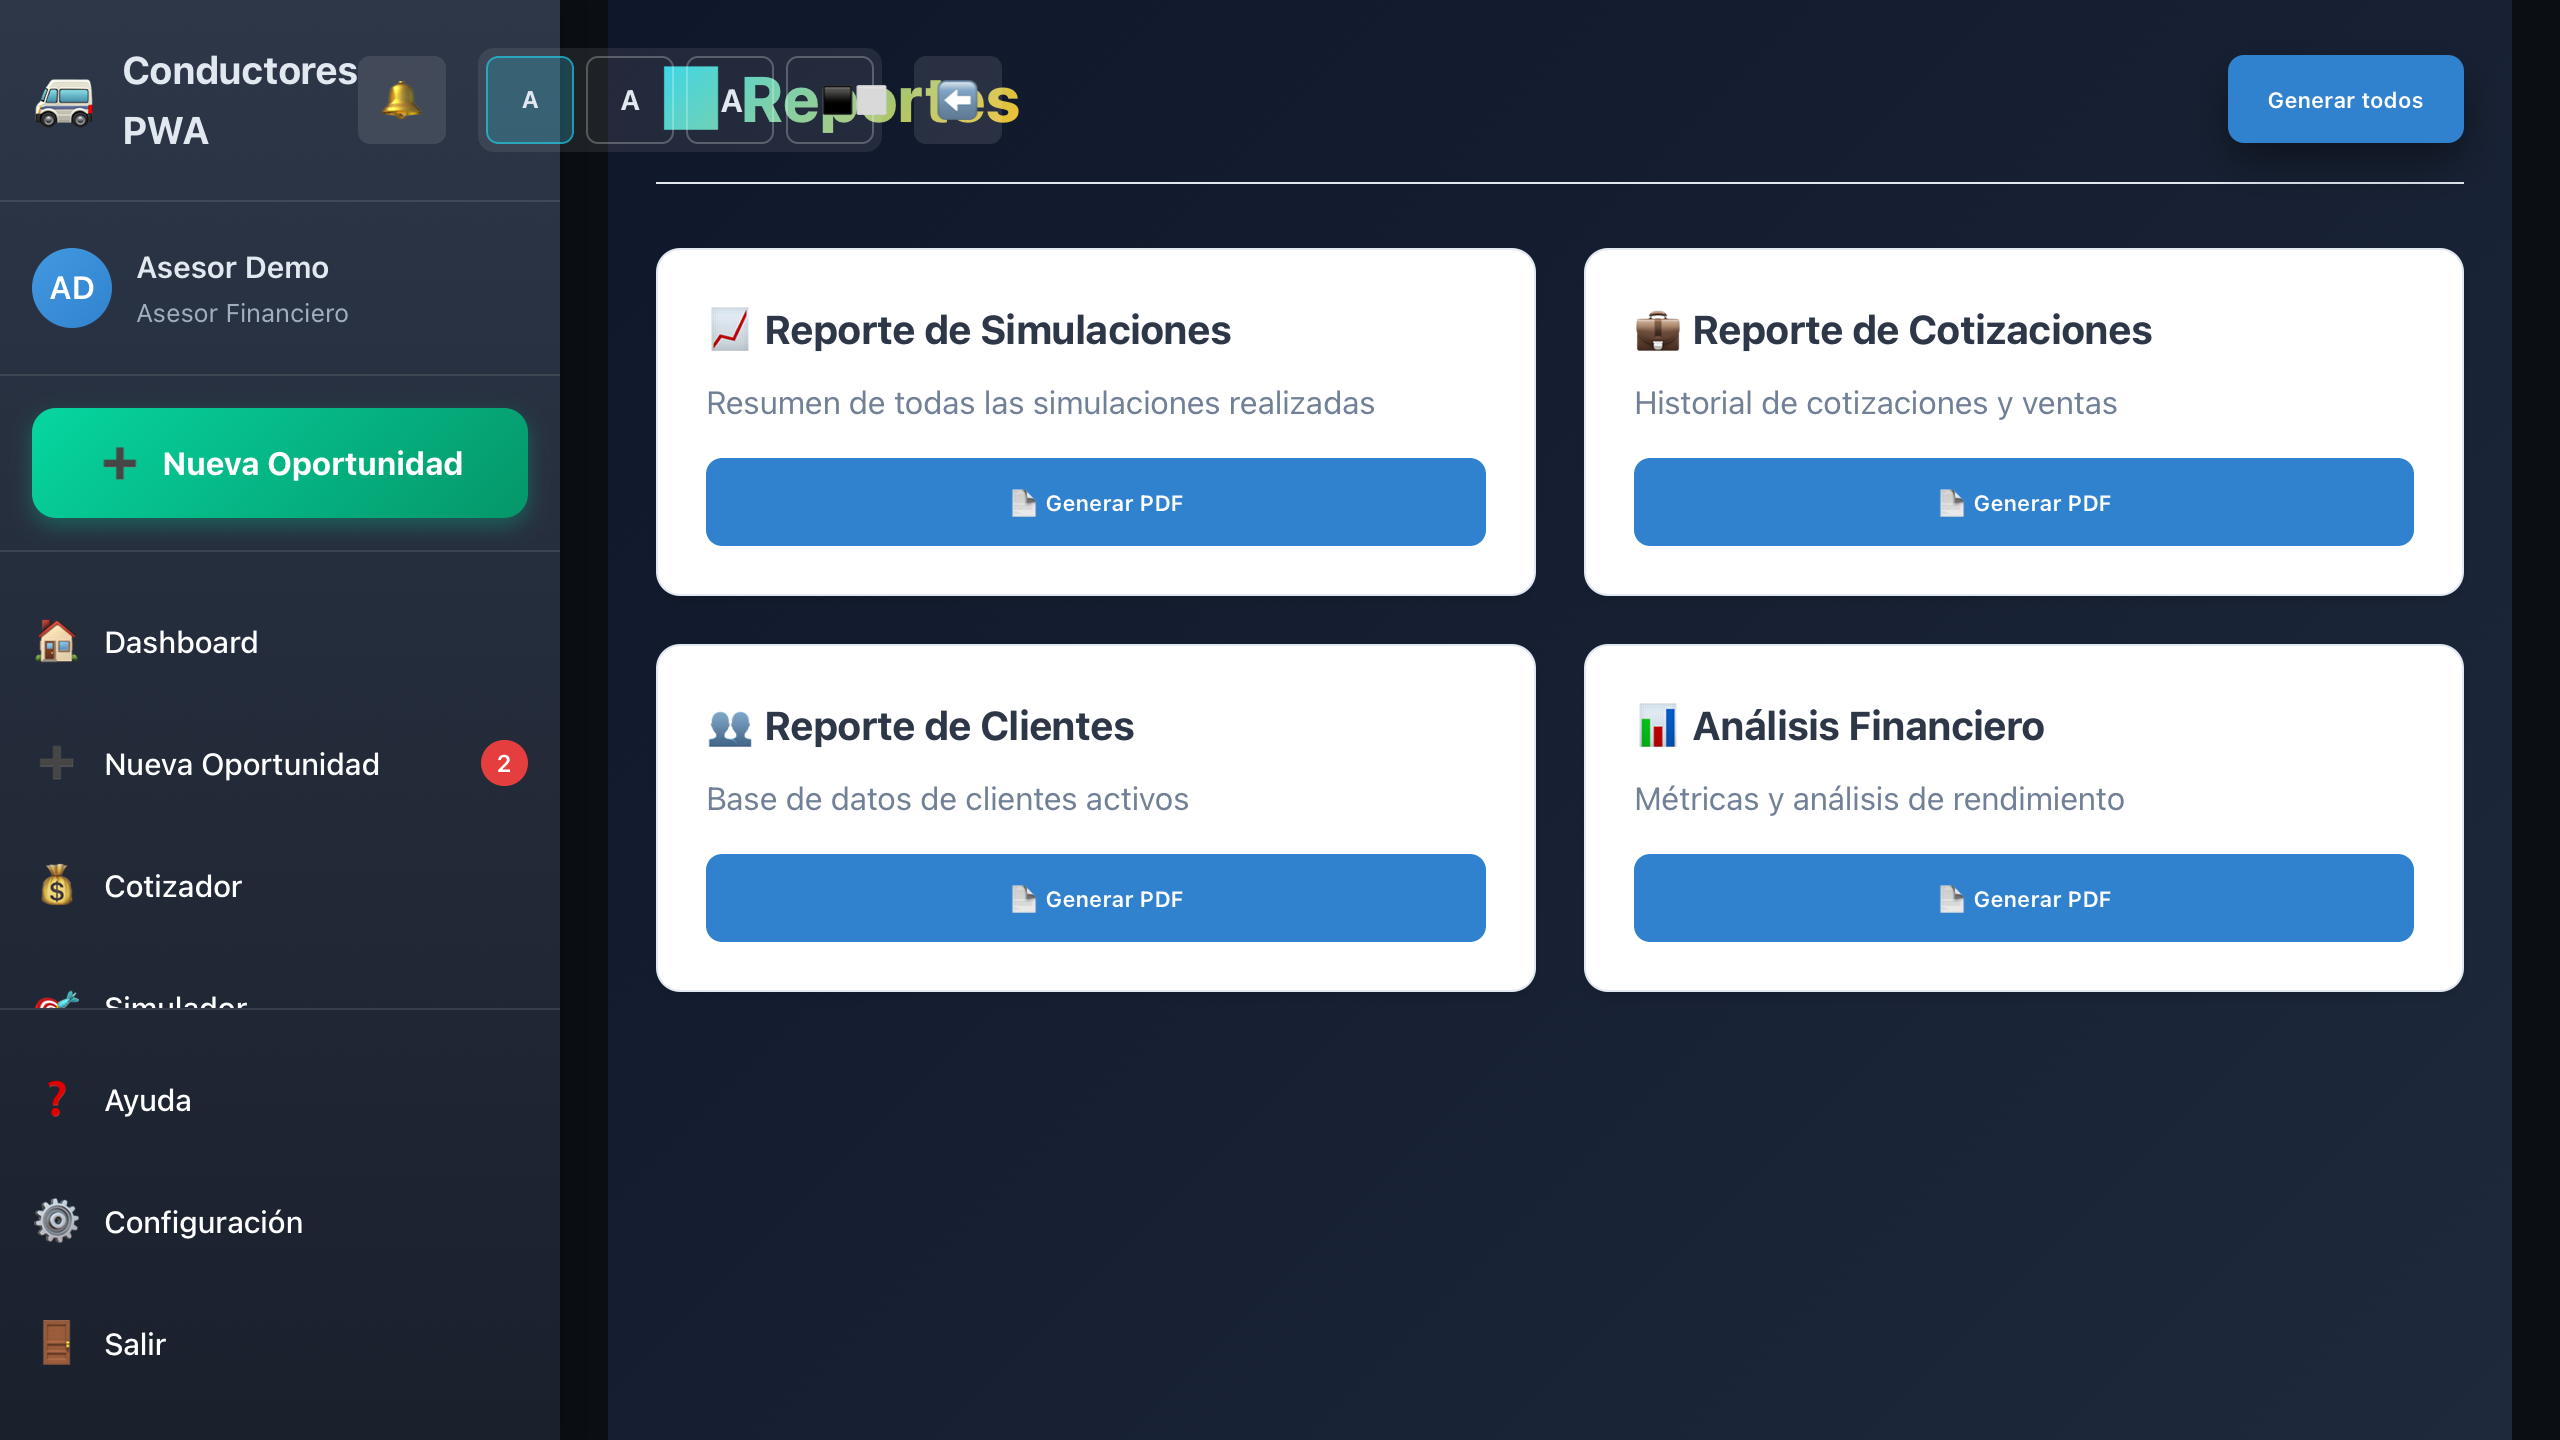 Conductores
PWA
A
A
A
Reportes
Generar todos
AD
Asesor Demo
Asesor Financiero
Nueva Oportunidad
Dashboard
Nueva Oportunidad
2
Cotizador
Simulador
Ayuda
Configuración
Salir
Reporte de Simulaciones
Resumen de todas las simulaciones realizadas
Generar PDF
Reporte de Cotizaciones
Historial de cotizaciones y ventas
Generar PDF
Reporte de Clientes
Base de datos de clientes activos
Generar PDF
Análisis Financiero
Métricas y análisis de rendimiento
Generar PDF